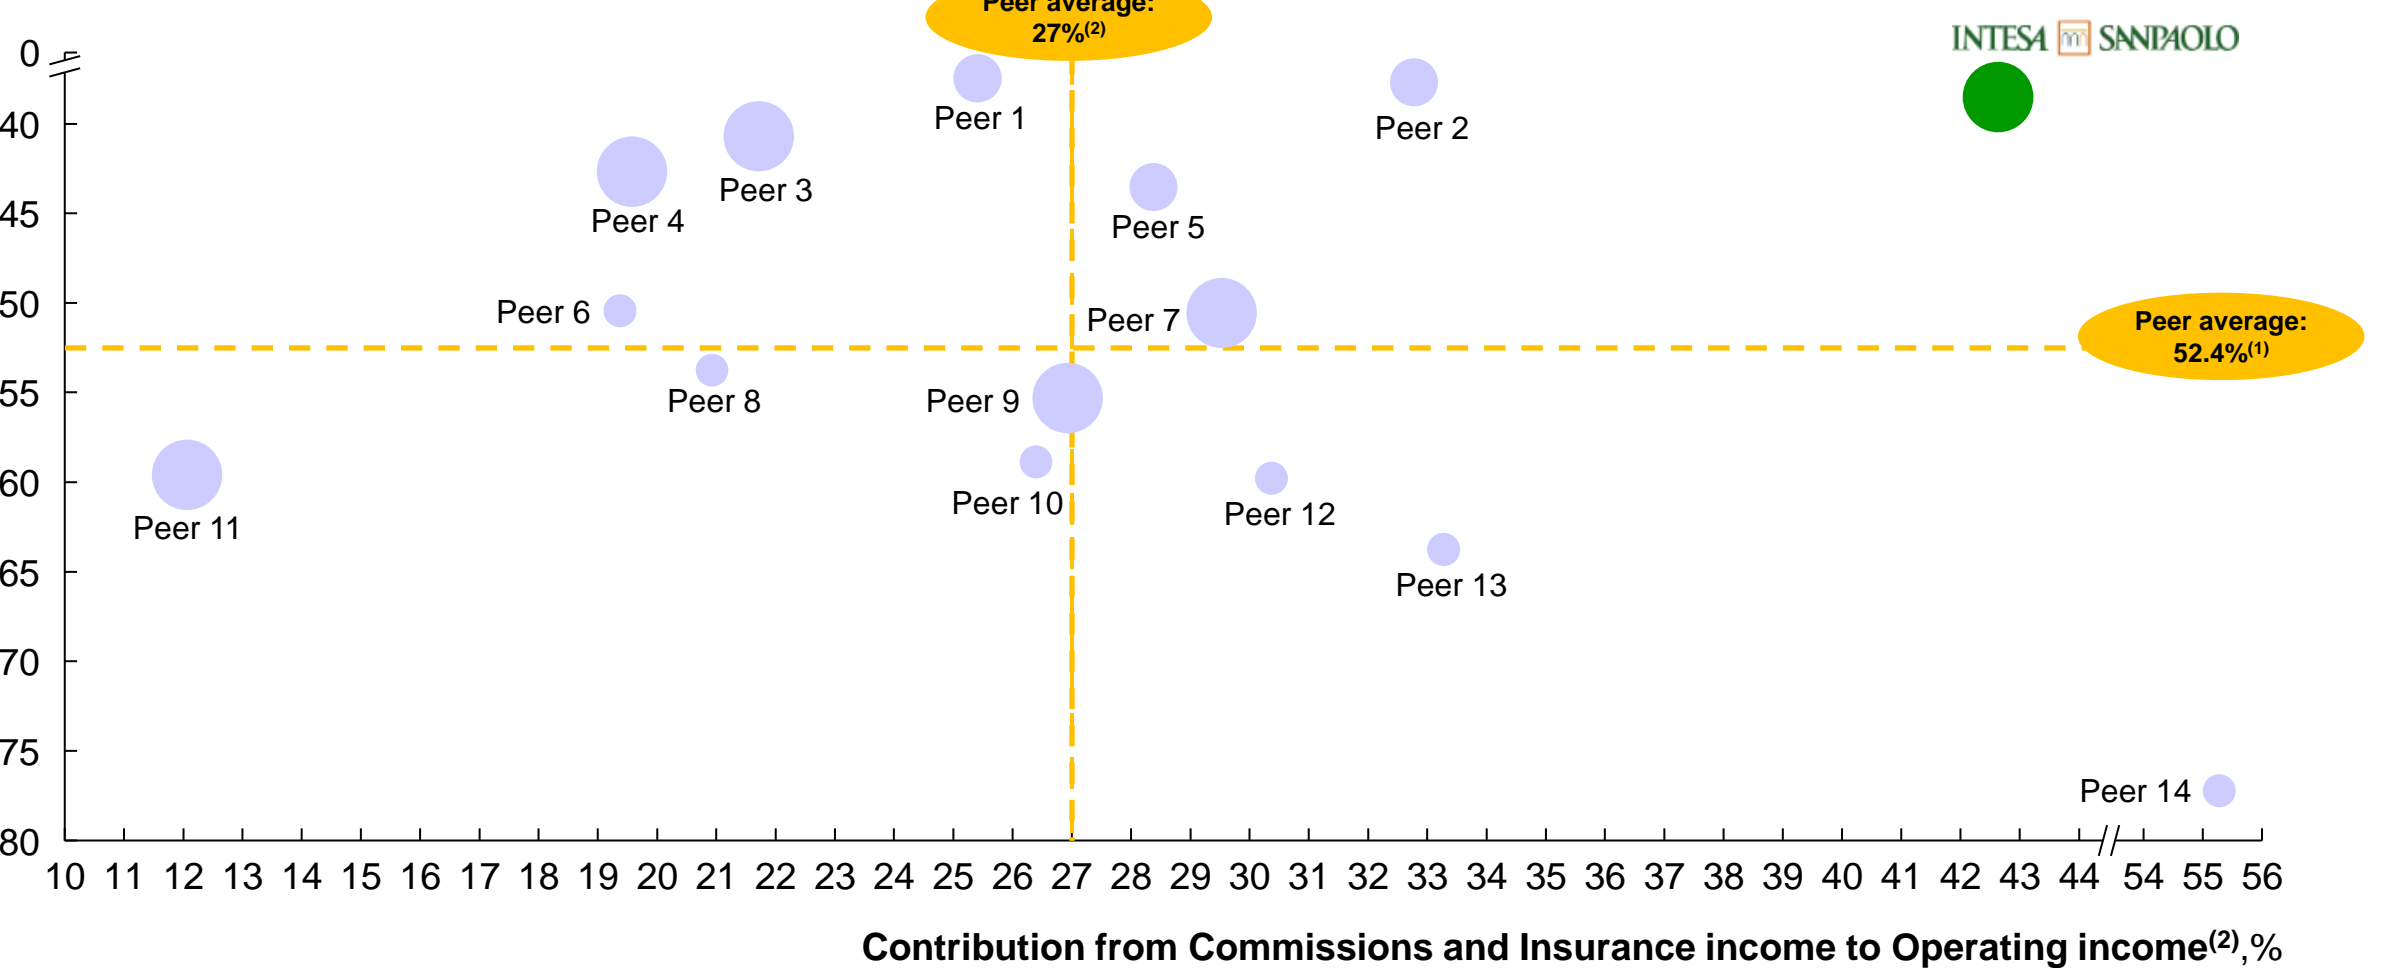 Peer average:
27%(2)
INTESA SANPAOLO
0
40
45
50
55
60
65
70
75
80
Peer 1
Peer 2
Peer 3
Peer 4
Peer 5
Peer 6
Peer 7
Peer average:
52.4%(1)
Peer 8
Peer 9
Peer 10
Peer 11
Peer 12
Peer 13
Peer 14
10 11 12 13 14 15 16 17 18 19 20 21 22 23 24 25 26 27 28 29 30 31 32 33 34 35 36 37 38 39 40 41 42 43 44 54 55 56
Contribution from Commissions and Insurance income to Operating income(2),%